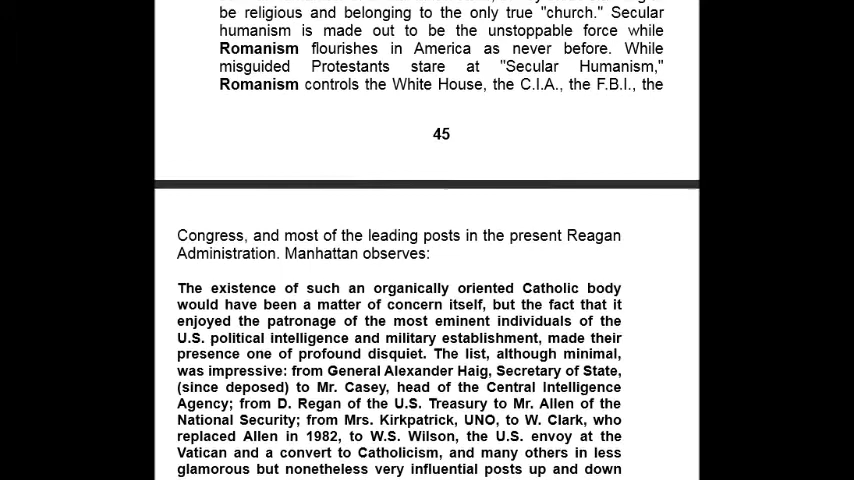 be religious and belonging to the only true "church." Secular
humanism is made out to be the unstoppable force while
Romanism flourishes in America as never before. While
misguided Protestants stare at "Secular Humanism,"
Romanism controls the White House, the C.I.A., the F.B.I., the
45
Congress, and most of the leading posts in the present Reagan
Administration. Manhattan observes:
The existence of such an organically oriented Catholic body
would have been a matter of concern itself, but the fact that it
enjoyed the patronage of the most eminent individuals of the
U.S. political intelligence and military establishment, made their
presence one of profound disquiet. The list, although minimal,
was impressive: from General Alexander Haig, Secretary of State,
(since deposed) to Mr. Casey, head of the Central Intelligence
Agency; from D. Regan of the U.S. Treasury to Mr. Allen of the
National Security; from Mrs. Kirkpatrick, UNO, to W. Clark, who
replaced Allen in 1982, to W.S. Wilson, the U.S. envoy at the
Vatican and a convert to Catholicism, and many others in less
glamorous but nonetheless very influential posts up and down